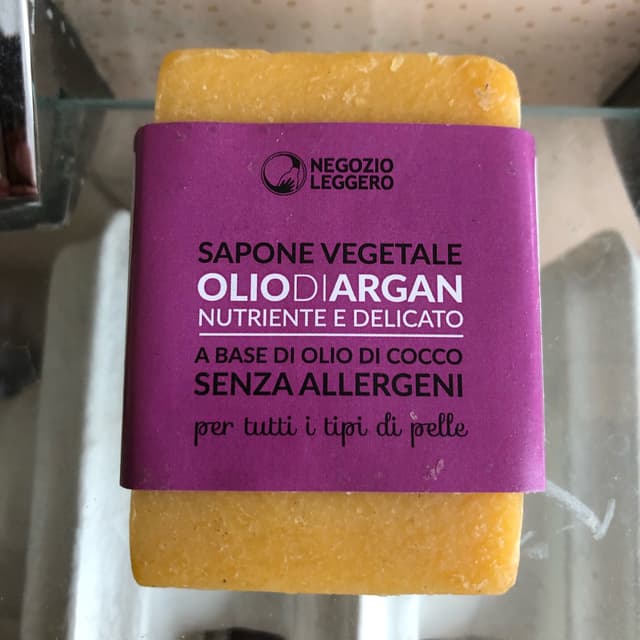 NEGOZIO
LEGGERO
SAPONE VEGETALE
OLIODIARGAN
NUTRIENTE E DELICATO
A BASE DI OLIO DI COCCO
SENZA ALLERGENI
per tutti i tipi di pelle